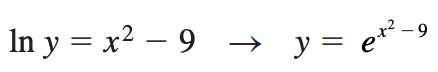 ln y = x² − 9 → y = e^{x² − 9}